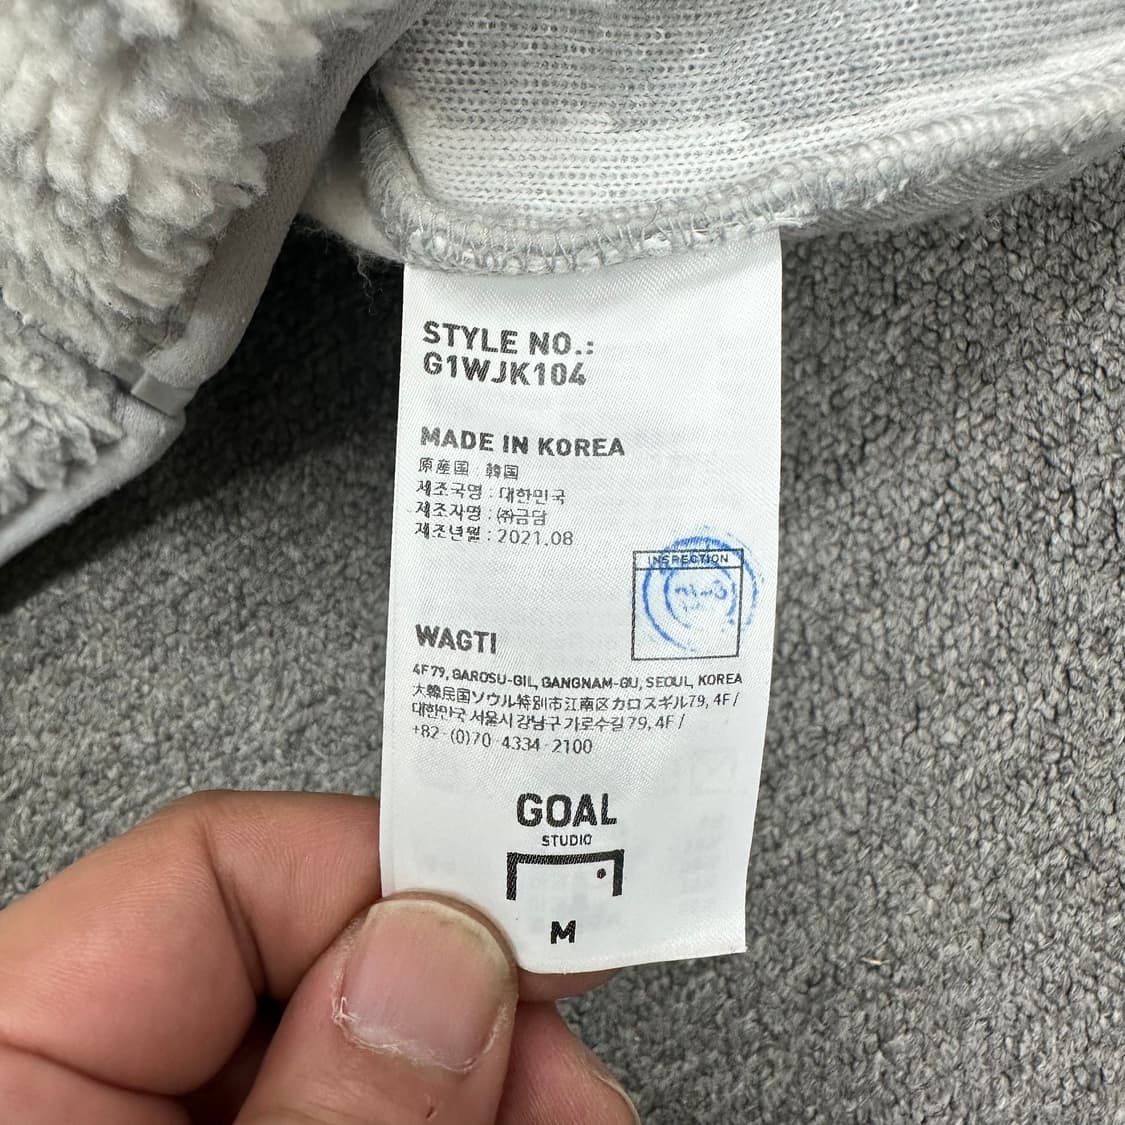 STYLE NO.:
G1WJK104
MADE IN KOREA
原産国 : 韓国
제조국명 : 대한민국
제조자명 : ㈜금담
제조년월 : 2021.08
INSPECTION
WAGTI
4F 79, GAROSU-GIL, GANGNAM-GU, SEOUL, KOREA
大韓民国ソウル特別市江南区カロスギル79, 4F /
대한민국 서울시 강남구 가로수길 79, 4F /
+82 - (0)70 - 4334 - 2100
GOAL
STUDIO
M